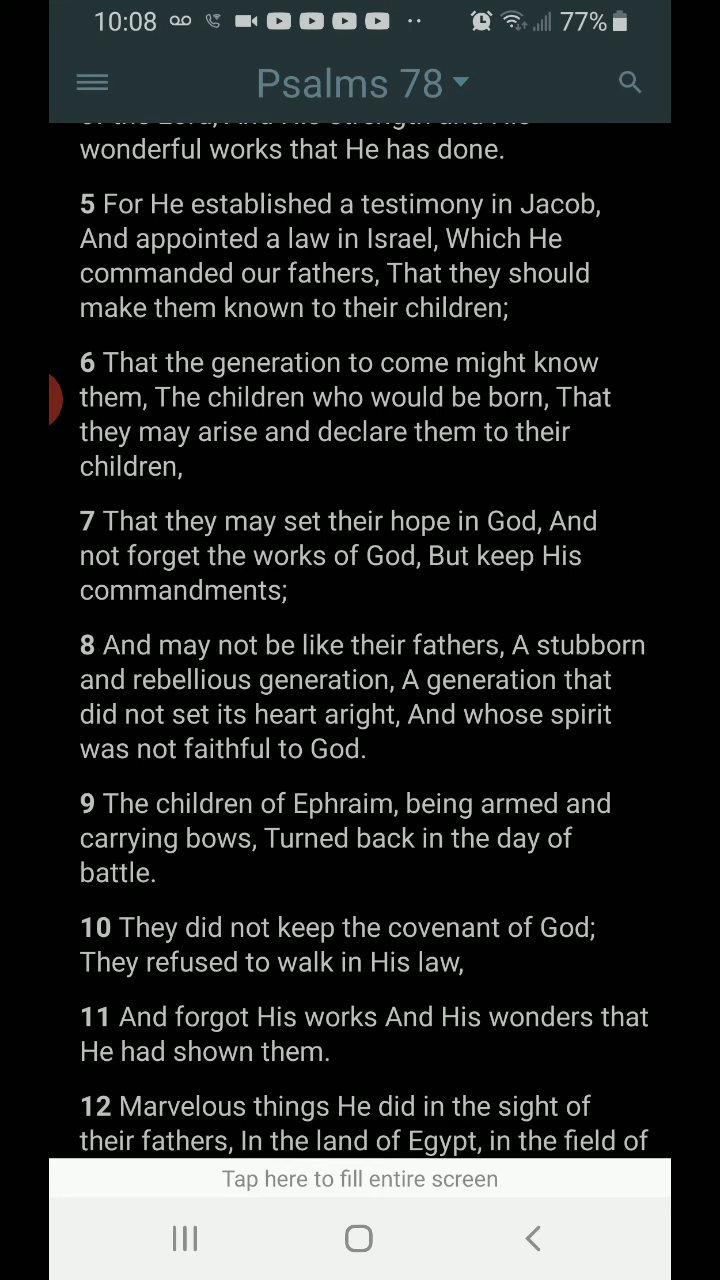 10:08 77%
Psalms 78
wonderful works that He has done.
5 For He established a testimony in Jacob,
And appointed a law in Israel, Which He
commanded our fathers, That they should
make them known to their children;
6 That the generation to come might know
them, The children who would be born, That
they may arise and declare them to their
children,
7 That they may set their hope in God, And
not forget the works of God, But keep His
commandments;
8 And may not be like their fathers, A stubborn
and rebellious generation, A generation that
did not set its heart aright, And whose spirit
was not faithful to God.
9 The children of Ephraim, being armed and
carrying bows, Turned back in the day of
battle.
10 They did not keep the covenant of God;
They refused to walk in His law,
11 And forgot His works And His wonders that
He had shown them.
12 Marvelous things He did in the sight of
their fathers, In the land of Egypt, in the field of
Tap here to fill entire screen